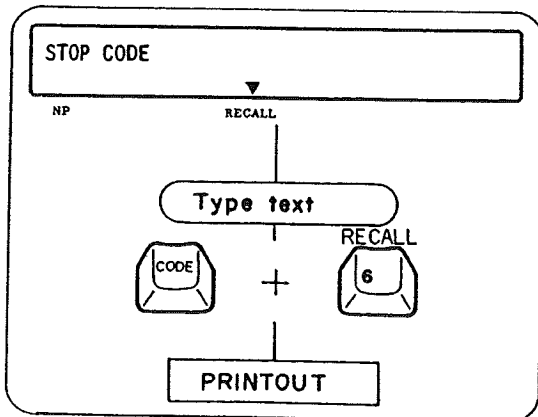 STOP CODE
NP RECALL
Type text
RECALL
CODE + 6
PRINTOUT